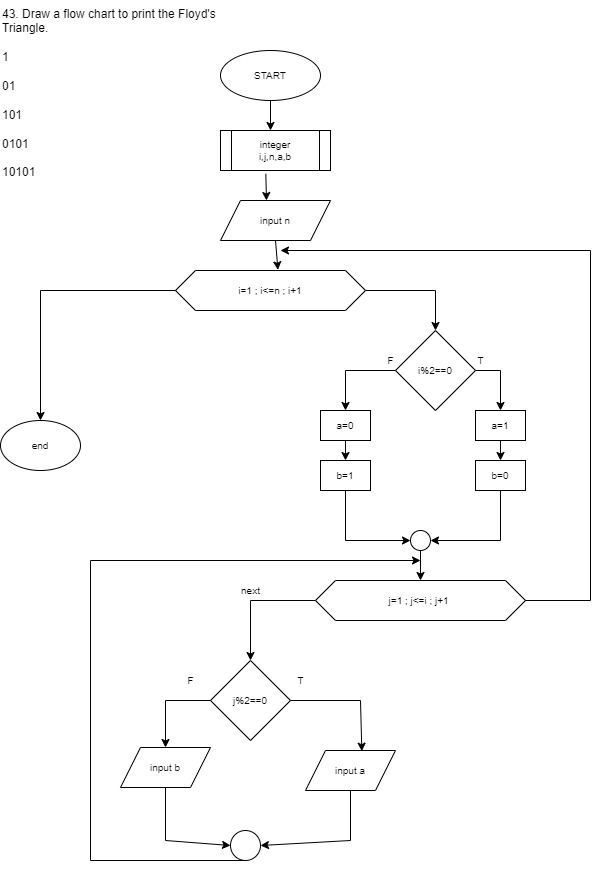 43. Draw a flow chart to print the Floyd's
Triangle.
1
01
101
0101
10101
START
integer
i,j,n,a,b
input n
i=1 ; i<=n ; i+1
F
T
i%2==0
end
a=0
a=1
b=1
b=0
next
j=1 ; j<=i ; j+1
F
T
j%2==0
input b
input a